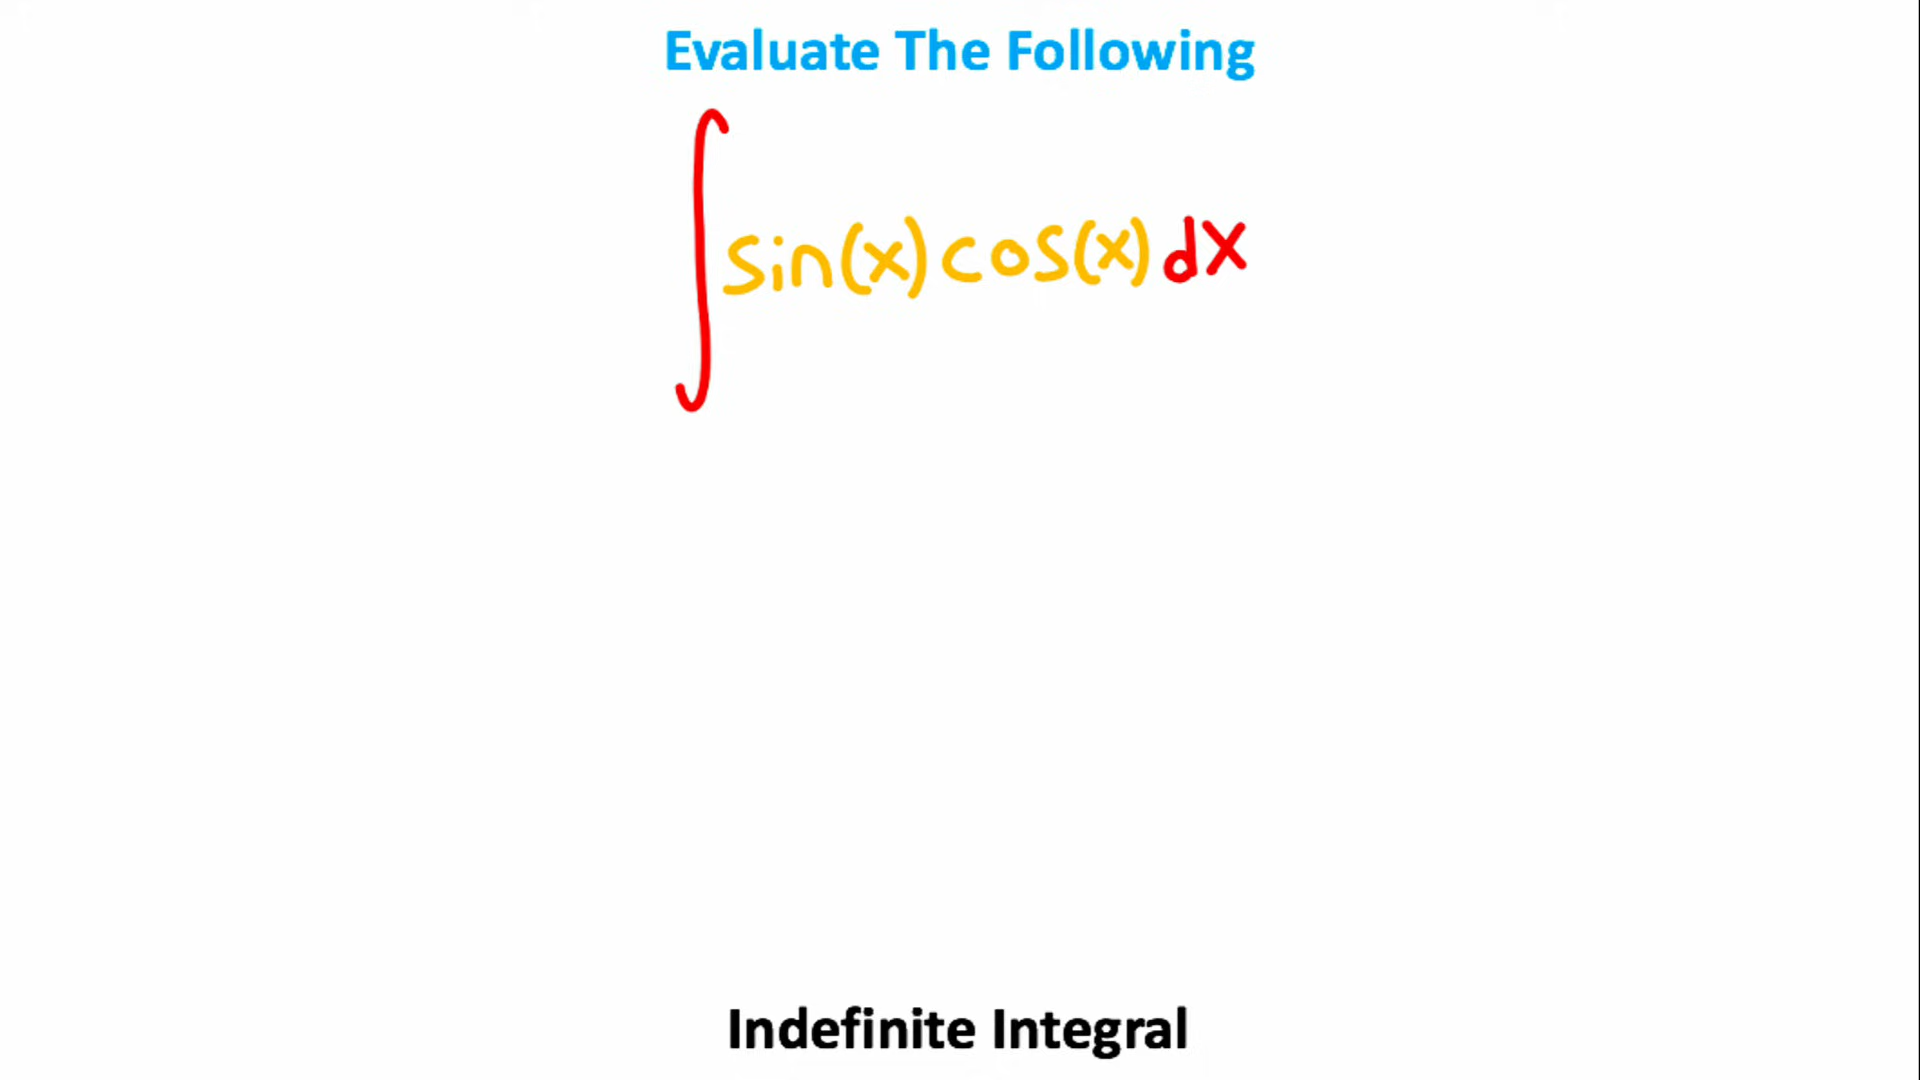 Evaluate The Following
∫sin(x)cos(x)dx
Indefinite Integral